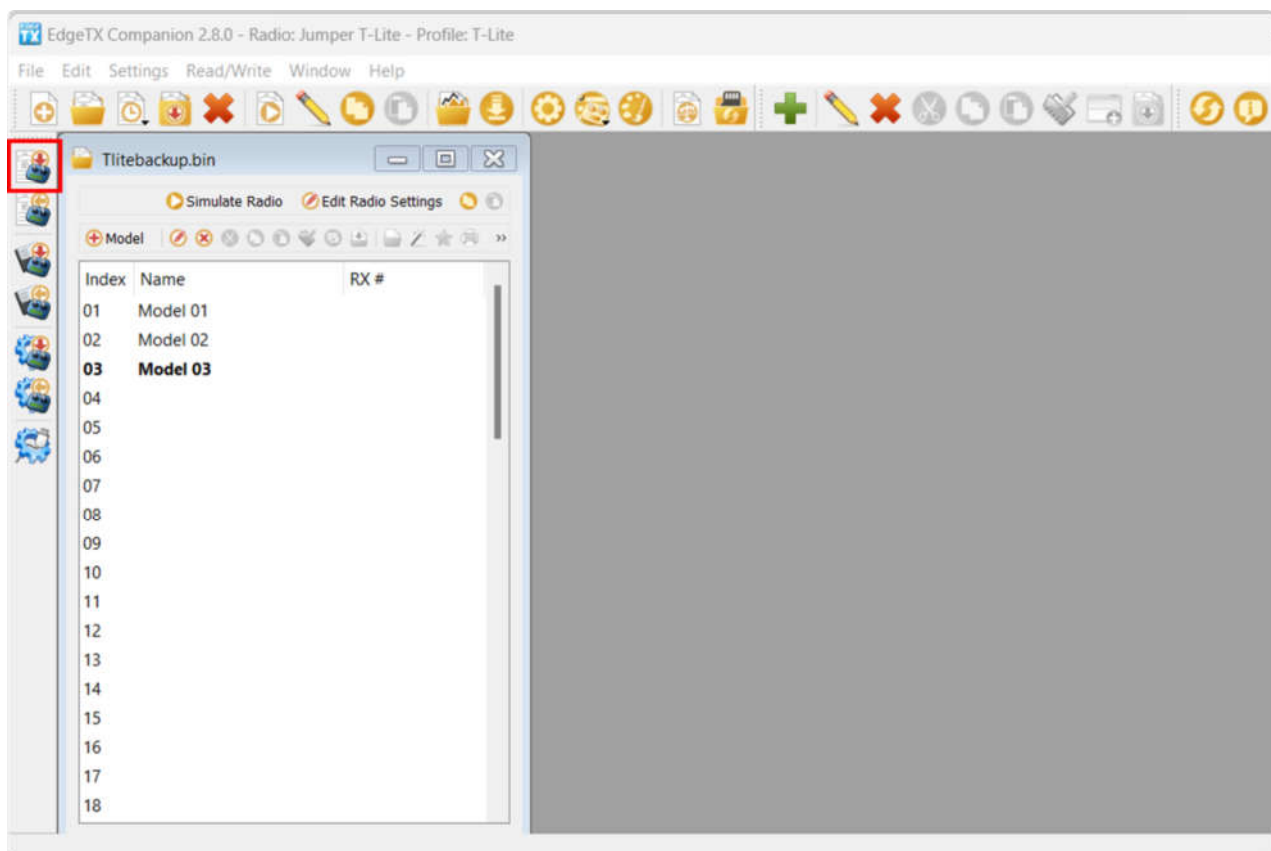 EdgeTX Companion 2.8.0 - Radio: Jumper T-Lite - Profile: T-Lite
File Edit Settings Read/Write Window Help
Tlitebackup.bin
Simulate Radio Edit Radio Settings
Model
Index Name RX #
01 Model 01
02 Model 02
03 Model 03
04
05
06
07
08
09
10
11
12
13
14
15
16
17
18